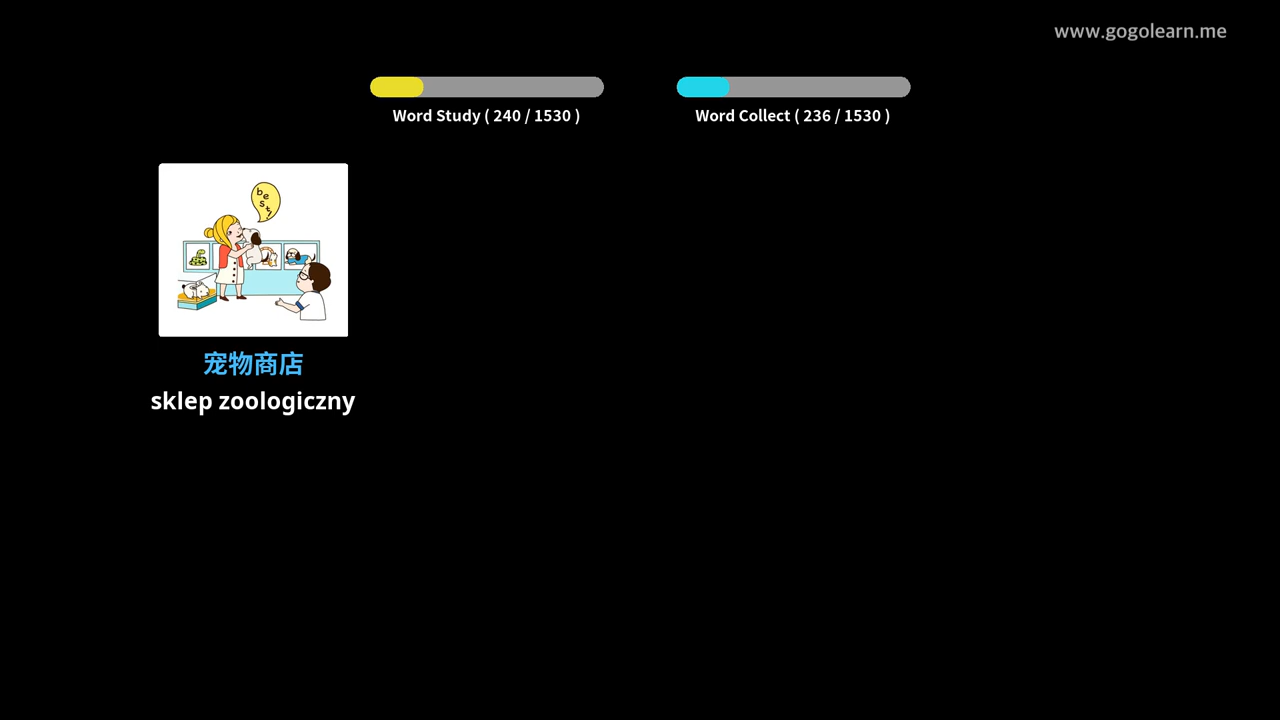 www.gogolearn.me
Word Study ( 240 / 1530 )
Word Collect ( 236 / 1530 )
best,
宠物商店
sklep zoologiczny